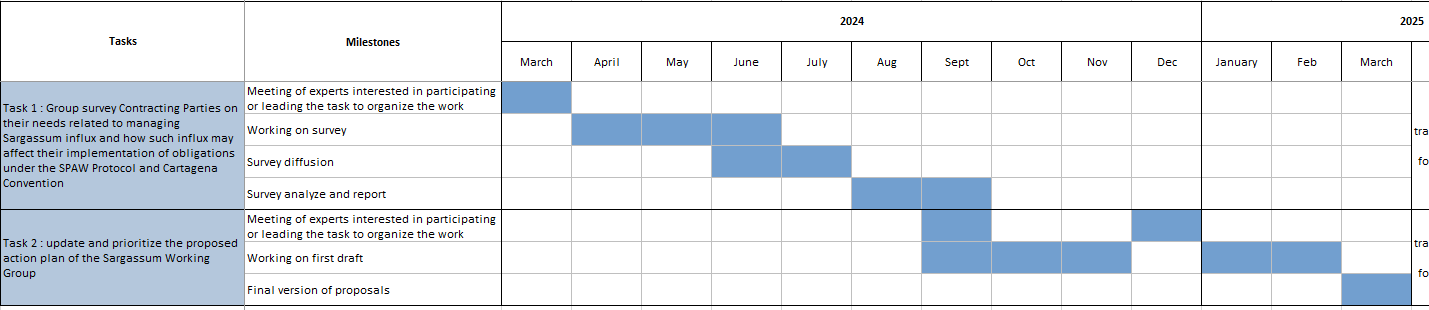 2024
2025
Tasks
Milestones
March
April
May
June
July
Aug
Sept
Oct
Nov
Dec
January
Feb
March
Task 1 : Group survey Contracting Parties on
their needs related to managing
Sargassum influx and how such influx may
affect their implementation of obligations
under the SPAW Protocol and Cartagena
Convention
Meeting of experts interested in participating
or leading the task to organize the work
Working on survey
Survey diffusion
Survey analyze and report
tra
fo
Task 2 : update and prioritize the proposed
action plan of the Sargassum Working
Group
Meeting of experts interested in participating
or leading the task to organize the work
Working on first draft
Final version of proposals
tra
fo